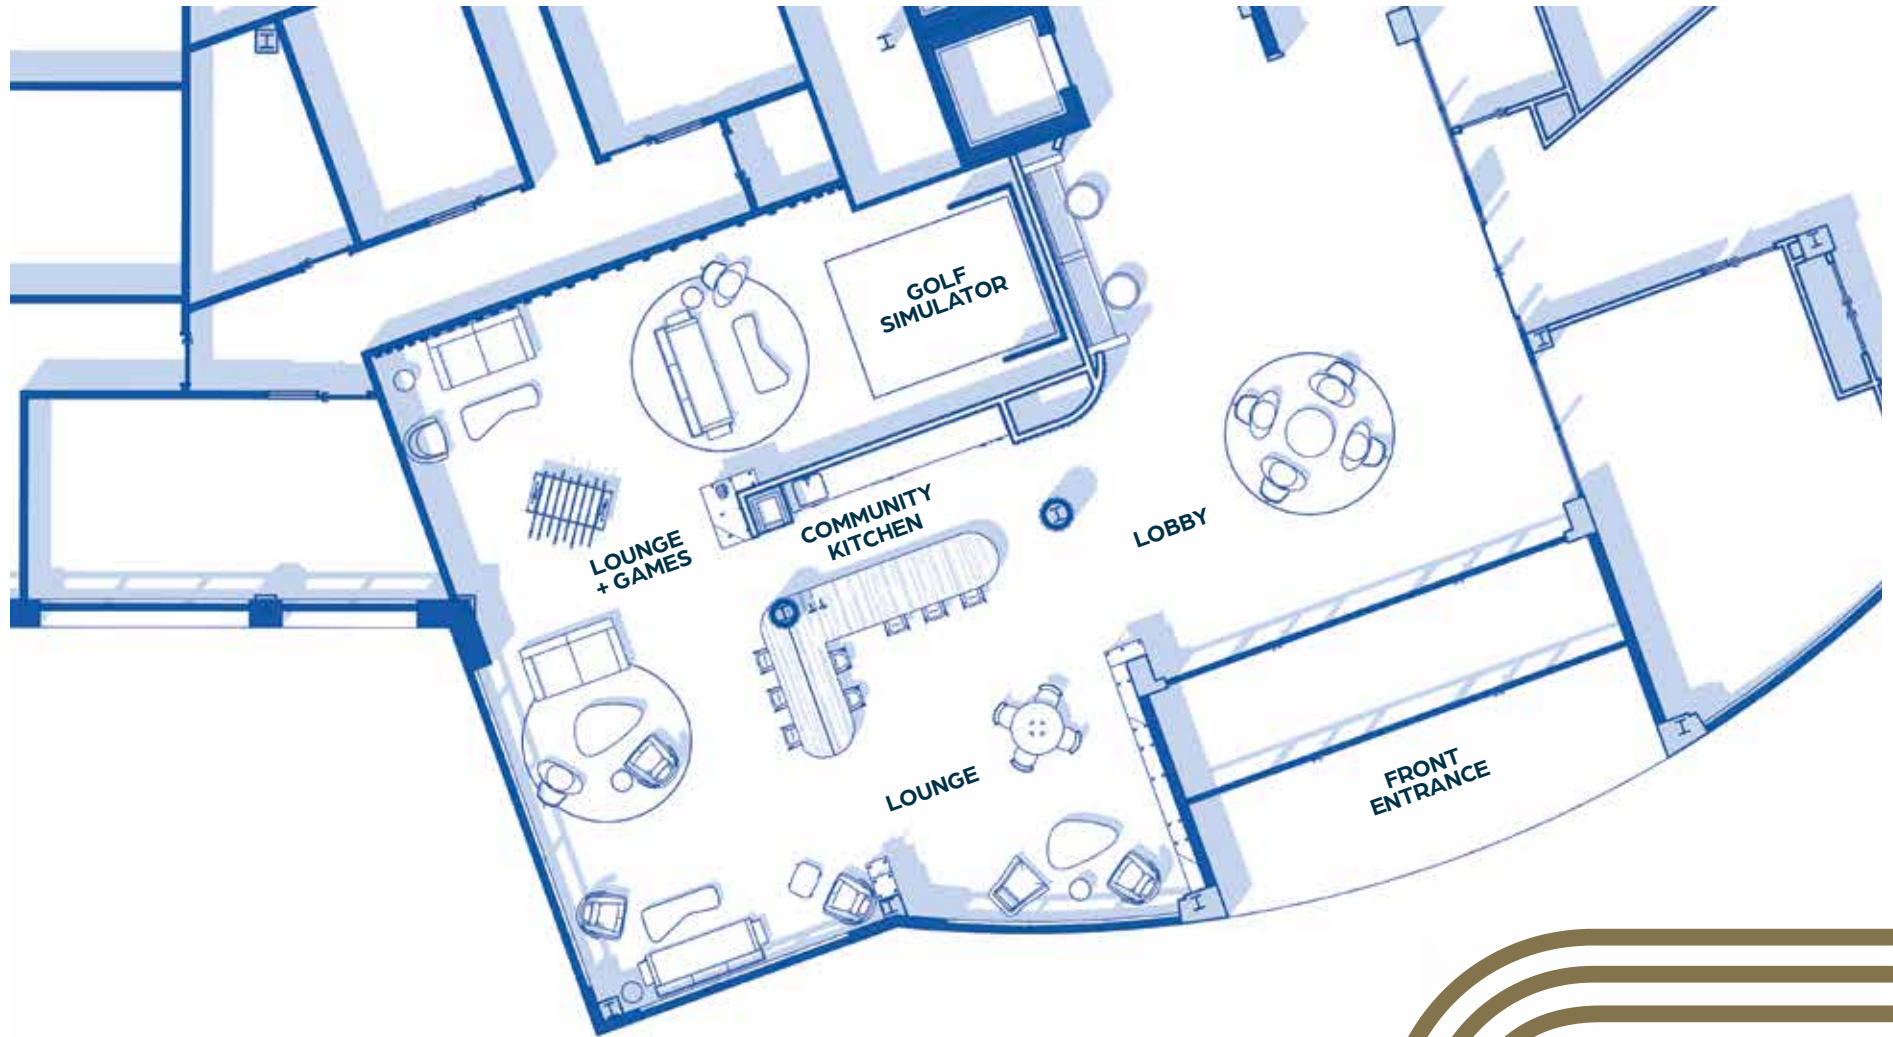 GOLF
SIMULATOR
COMMUNITY
KITCHEN
LOUNGE
+ GAMES
LOBBY
LOUNGE
FRONT
ENTRANCE